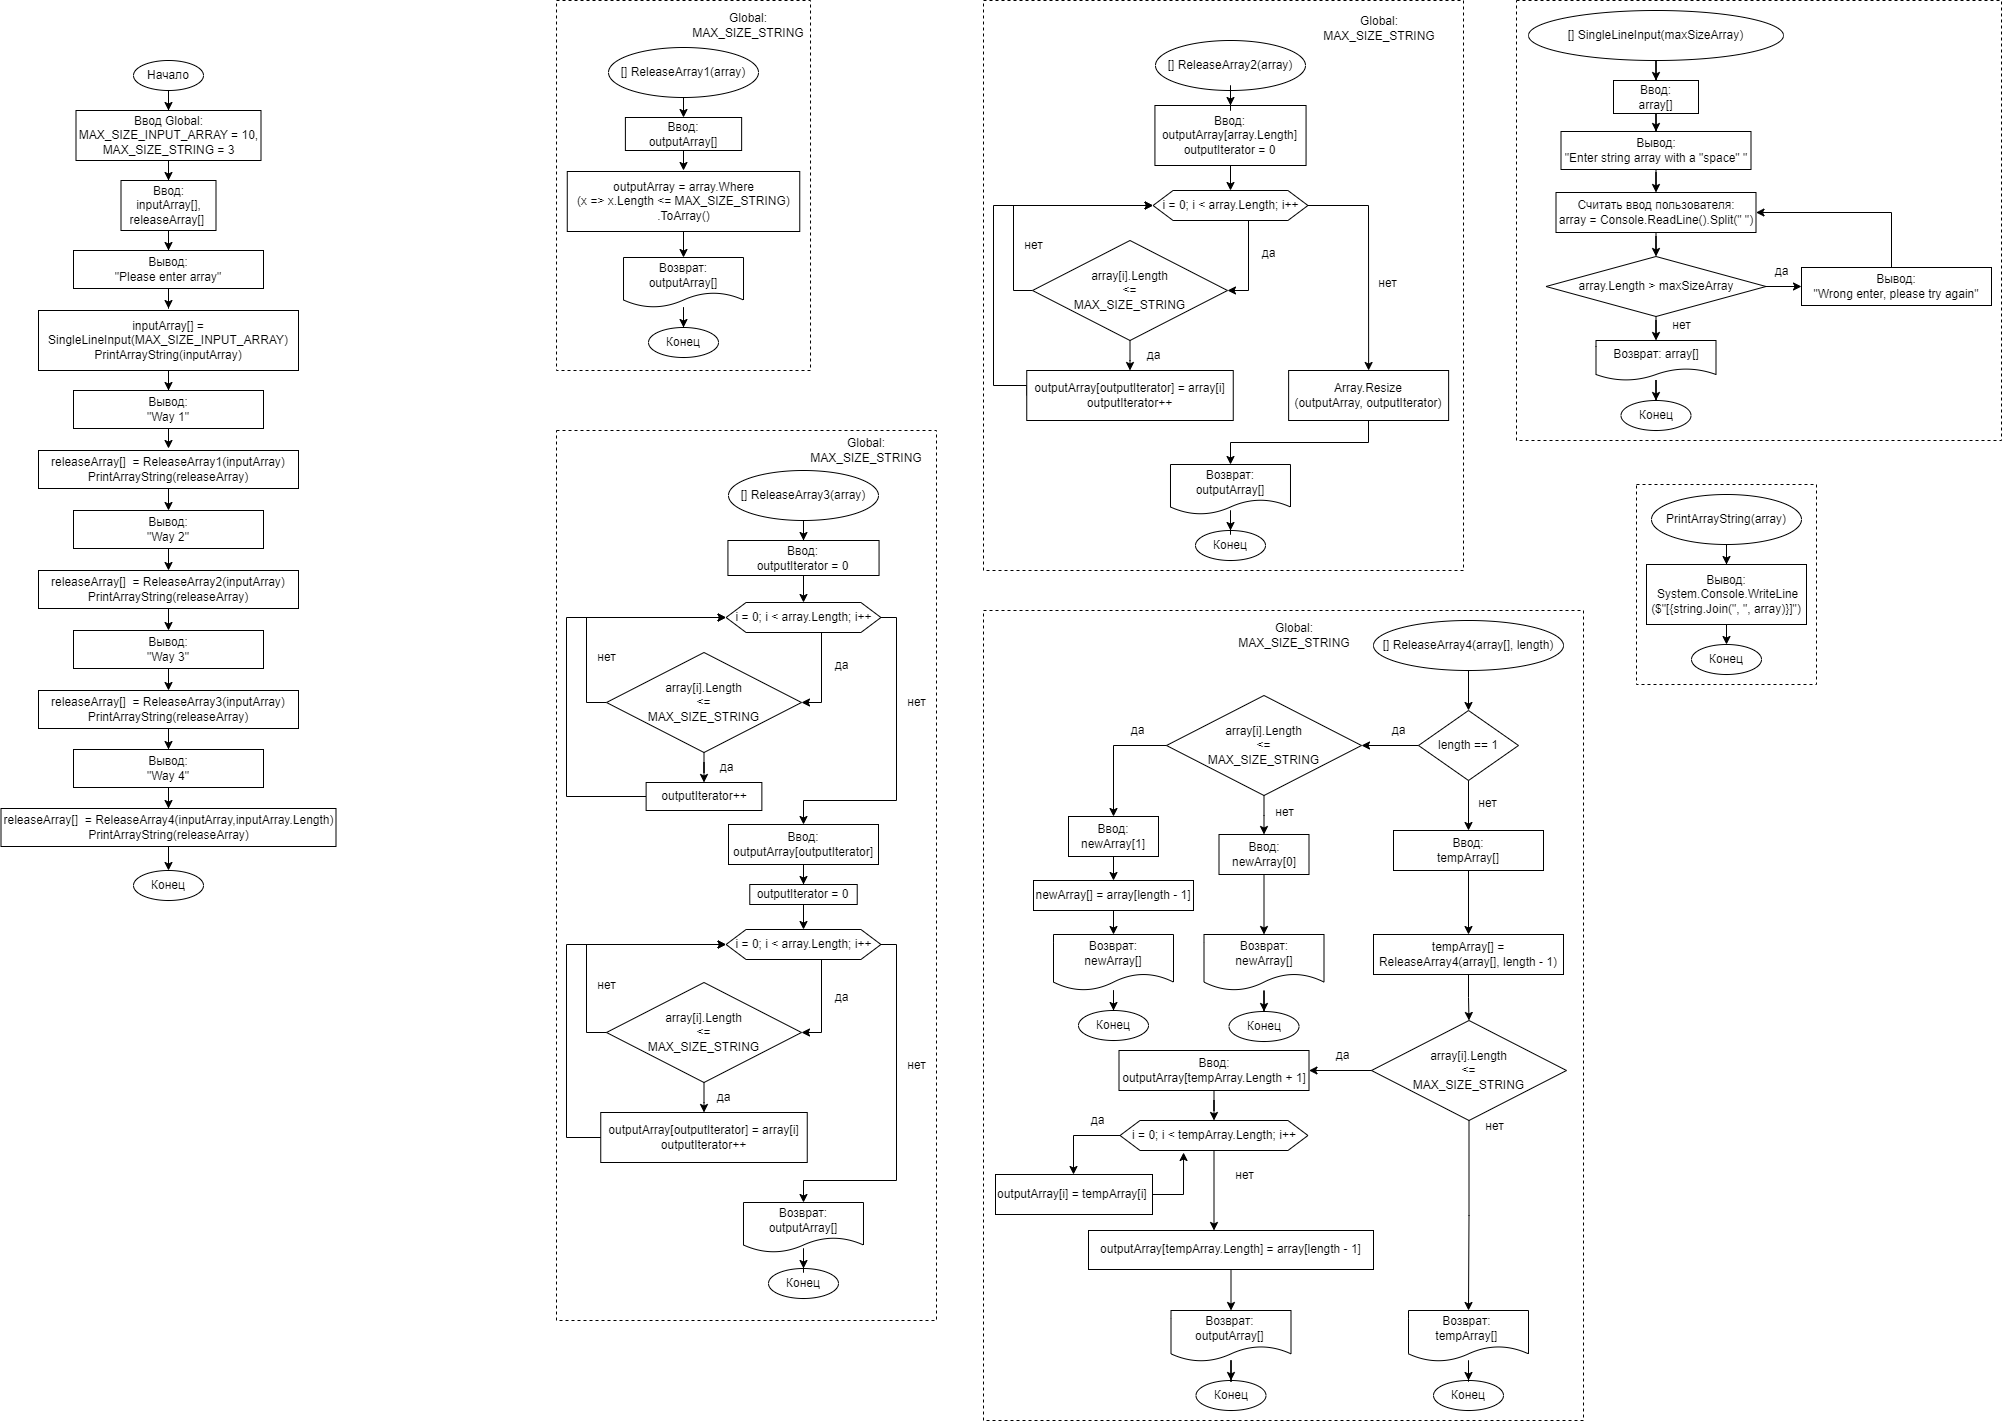 Начало
Ввод Global:
MAX_SIZE_INPUT_ARRAY = 10,
MAX_SIZE_STRING = 3
Ввод:
inputArray[],
releaseArray[]
Вывод:
"Please enter array"
inputArray[] =
SingleLineInput(MAX_SIZE_INPUT_ARRAY)
PrintArrayString(inputArray)
Вывод:
"Way 1"
releaseArray[]  = ReleaseArray1(inputArray)
PrintArrayString(releaseArray)
Вывод:
"Way 2"
releaseArray[]  = ReleaseArray2(inputArray)
PrintArrayString(releaseArray)
Вывод:
"Way 3"
releaseArray[]  = ReleaseArray3(inputArray)
PrintArrayString(releaseArray)
Вывод:
"Way 4"
releaseArray[]  = ReleaseArray4(inputArray,inputArray.Length)
PrintArrayString(releaseArray)
Конец
Global:
MAX_SIZE_STRING
[] ReleaseArray1(array)
Ввод:
outputArray[]
outputArray = array.Where
(x => x.Length <= MAX_SIZE_STRING)
.ToArray()
Возврат:
outputArray[]
Конец
Global:
MAX_SIZE_STRING
[] ReleaseArray3(array)
Ввод:
outputIterator = 0
i = 0; i < array.Length; i++
нет
да
array[i].Length
<=
MAX_SIZE_STRING
нет
да
outputIterator++
Ввод:
outputArray[outputIterator]
outputIterator = 0
i = 0; i < array.Length; i++
нет
да
array[i].Length
<=
MAX_SIZE_STRING
нет
да
outputArray[outputIterator] = array[i]
outputIterator++
Возврат:
outputArray[]
Конец
Global:
MAX_SIZE_STRING
[] ReleaseArray2(array)
Ввод:
outputArray[array.Length]
outputIterator = 0
i = 0; i < array.Length; i++
нет
да
array[i].Length
<=
MAX_SIZE_STRING
нет
да
outputArray[outputIterator] = array[i]
outputIterator++
Array.Resize
(outputArray, outputIterator)
Возврат:
outputArray[]
Конец
Global:
MAX_SIZE_STRING
[] ReleaseArray4(array[], length)
да
array[i].Length
<=
MAX_SIZE_STRING
да
length == 1
нет
нет
Ввод:
newArray[1]
Ввод:
newArray[0]
Ввод:
tempArray[]
newArray[] = array[length - 1]
Возврат:
newArray[]
Возврат:
newArray[]
tempArray[] =
ReleaseArray4(array[], length - 1)
Конец
Конец
array[i].Length
<=
MAX_SIZE_STRING
да
нет
Ввод:
outputArray[tempArray.Length + 1]
да
i = 0; i < tempArray.Length; i++
нет
outputArray[i] = tempArray[i]
outputArray[tempArray.Length] = array[length - 1]
Возврат:
outputArray[]
Возврат:
tempArray[]
Конец
Конец
[] SingleLineInput(maxSizeArray)
Ввод:
array[]
Вывод:
"Enter string array with a "space" "
Считать ввод пользователя:
array = Console.ReadLine().Split(" ")
array.Length > maxSizeArray
да
Вывод:
"Wrong enter, please try again"
нет
Возврат: array[]
Конец
PrintArrayString(array)
Вывод:
System.Console.WriteLine
($"[{string.Join(", ", array)}]")
Конец